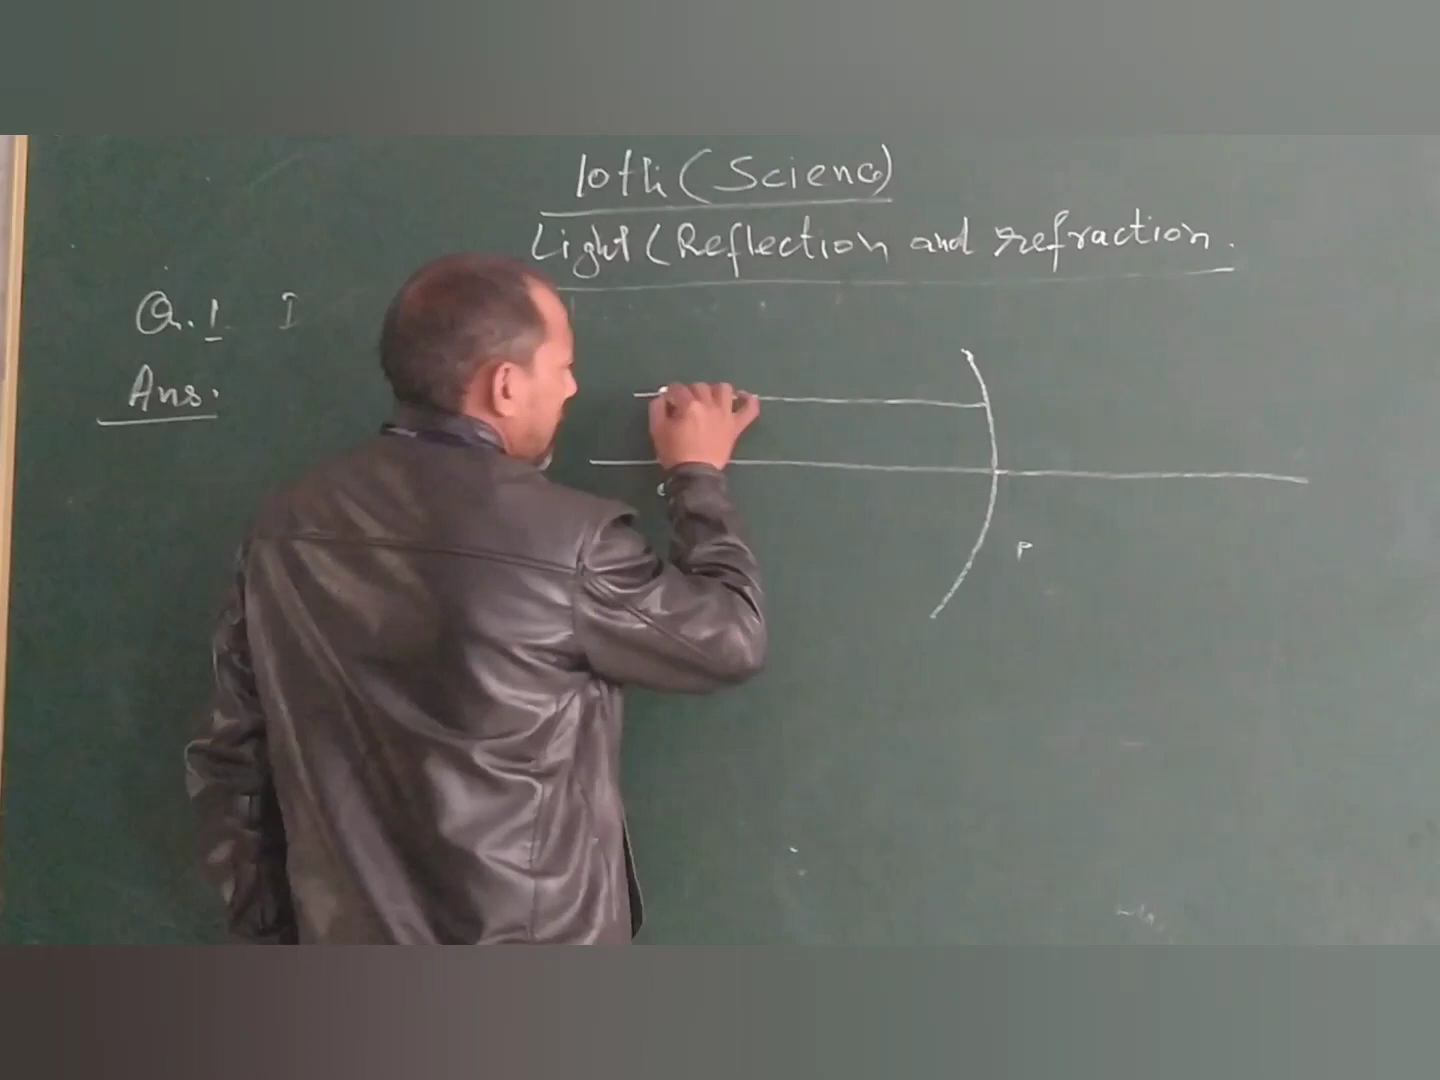 10th (Science)
Light (Reflection and refraction.
Q.1 I
Ans.
P